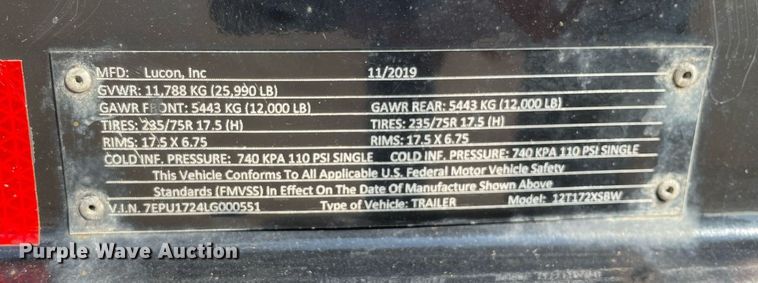 MFD: Lucon, Inc 11/2019
GVWR: 11,788 KG (25,990 LB)
GAWR FRONT: 5443 KG (12,000 LB) GAWR REAR: 5443 KG (12,000 LB)
TIRES: 235/75R 17.5 (H) TIRES: 235/75R 17.5 (H)
RIMS: 17.5 X 6.75 RIMS: 17.5 X 6.75
COLD INF. PRESSURE: 740 KPA 110 PSI SINGLE COLD INF. PRESSURE: 740 KPA 110 PSI SINGLE
This Vehicle Conforms To All Applicable U.S. Federal Motor Vehicle Safety
Standards (FMVSS) In Effect On The Date Of Manufacture Shown Above
V.I.N. 7EPU1724LG000551 Type of Vehicle: TRAILER Model: 12T172XSBW
Purple Wave Auction